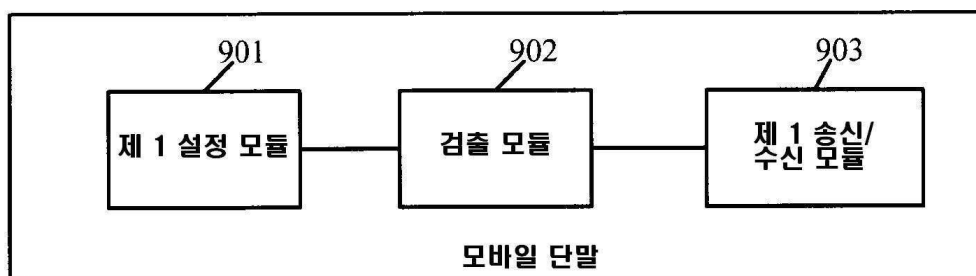 901
902
903
제 1 설정 모듈
검출 모듈
제 1 송신/
수신 모듈
모바일 단말